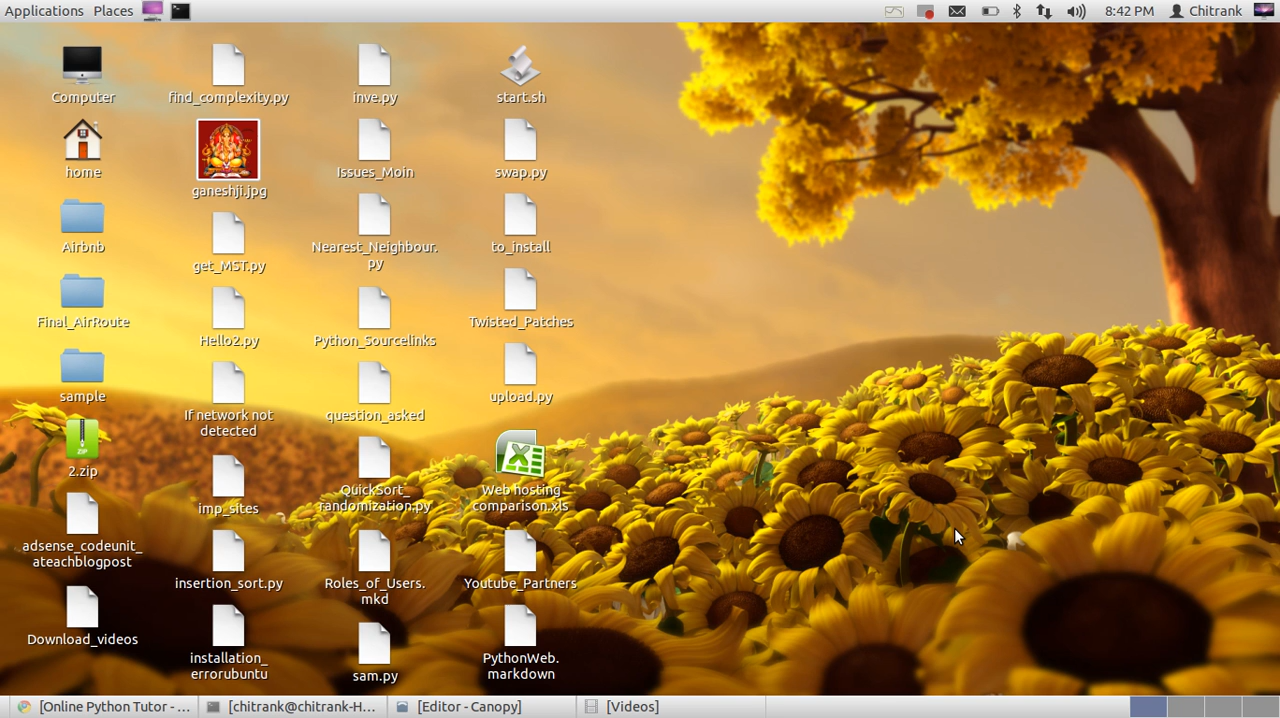 Applications Places
8:42 PM Chitrank
Computer
home
Airbnb
Final_AirRoute
sample
ZIP
2.zip
adsense_codeunit_
ateachblogpost
Download_videos
find_complexity.py
ganeshji.jpg
get_MST.py
Hello2.py
If network not
detected
imp_sites
insertion_sort.py
installation_
errorubuntu
inve.py
Issues_Moin
Nearest_Neighbour.
py
Python_Sourcelinks
question_asked
QuickSort_
randomization.py
Roles_of_Users.
mkd
sam.py
start.sh
swap.py
to_install
Twisted_Patches
upload.py
Web hosting
comparison.xls
Youtube_Partners
PythonWeb.
markdown
[Online Python Tutor - ... [chitrank@chitrank-H... [Editor - Canopy] [Videos]